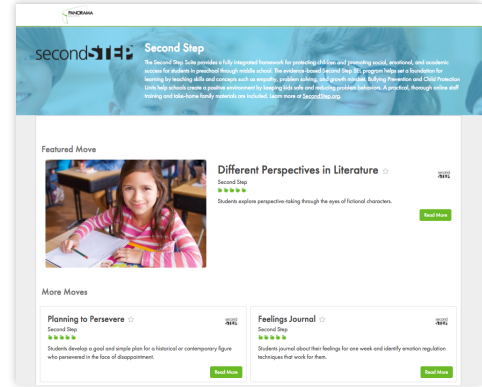 PANORAMA
secondSTEP
Second Step
The Second Step Suite provides a fully integrated framework for protecting children and promoting social, emotional, and academic
success for students in preschool through middle school. The evidence-based Second Step SEL program helps set a foundation for
learning by teaching skills and concepts such as empathy, problem solving, and growth mindset. Bullying Prevention and Child Protection
Units help schools create a positive environment by keeping kids safe and reducing problem behaviors. A practical, thorough online staff
training and take-home family materials are included. Learn more at SecondStep.org.
Featured Move
Different Perspectives in Literature ☆
second
STEP
Second Step
Students explore perspective-taking through the eyes of fictional characters.
Read More
More Moves
Planning to Persevere ☆
second
STEP
Second Step
Students develop a goal and simple plan for a historical or contemporary figure
who persevered in the face of disappointment.
Read More
Feelings Journal ☆
second
STEP
Second Step
Students journal about their feelings for one week and identify emotion regulation
techniques that work for them.
Read More